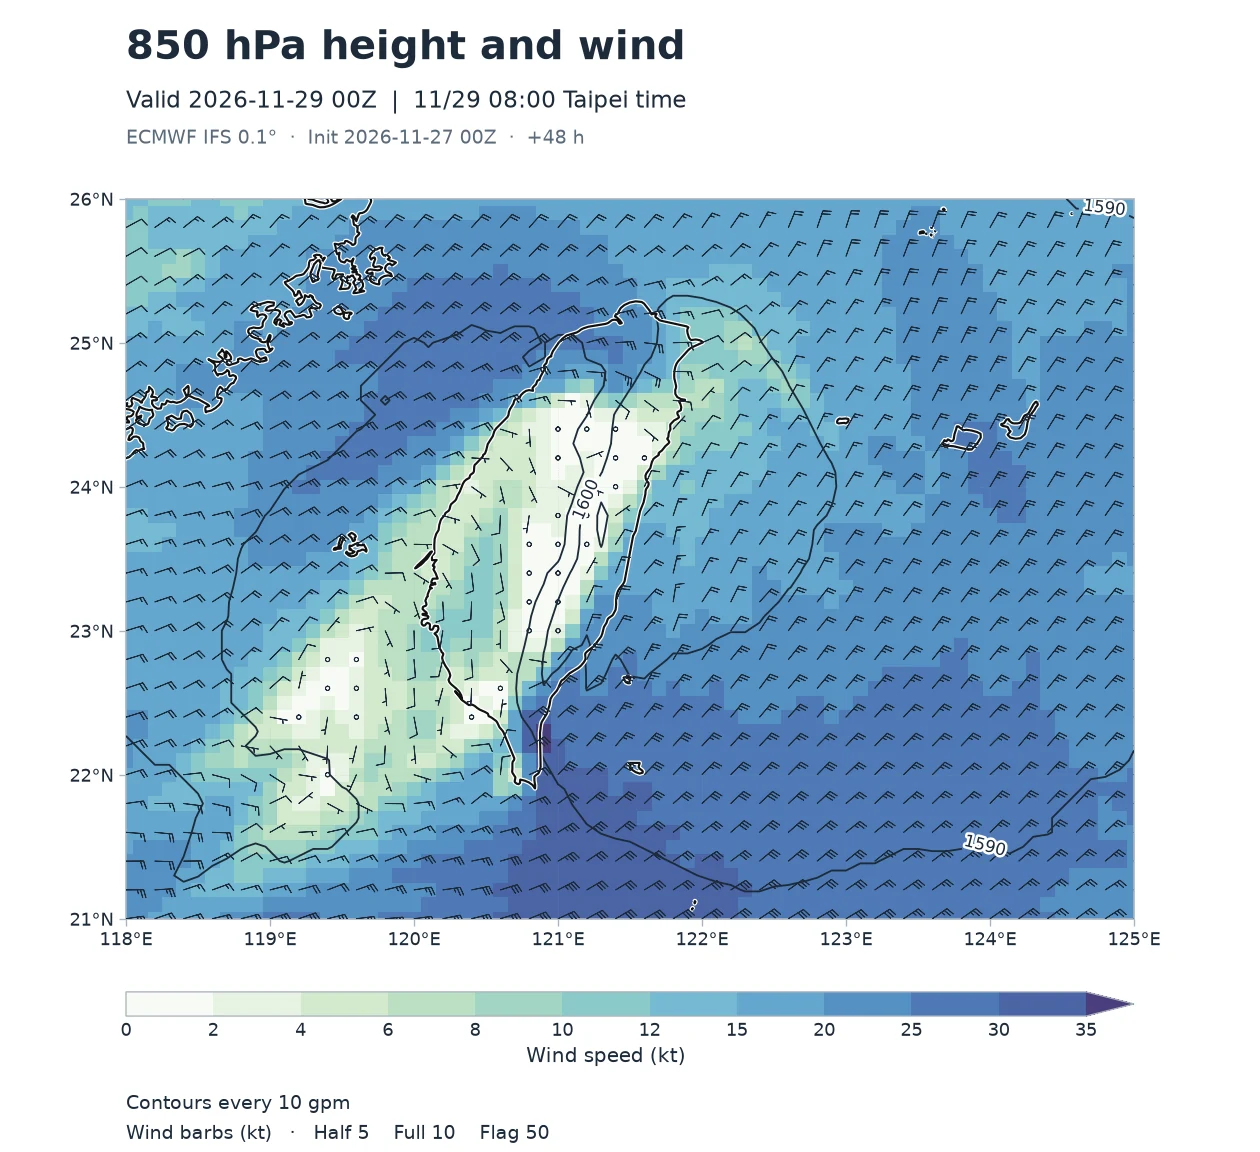 850 hPa height and wind
Valid 2026-11-29 00Z | 11/29 08:00 Taipei time
ECMWF IFS 0.1° · Init 2026-11-27 00Z · +48 h
26°N
1590
25°N
24°N
1600
23°N
22°N
1590
21°N
118°E 119°E 120°E 121°E 122°E 123°E 124°E 125°E
0 2 4 6 8 10 12 15 20 25 30 35
Wind speed (kt)
Contours every 10 gpm
Wind barbs (kt) · Half 5 Full 10 Flag 50